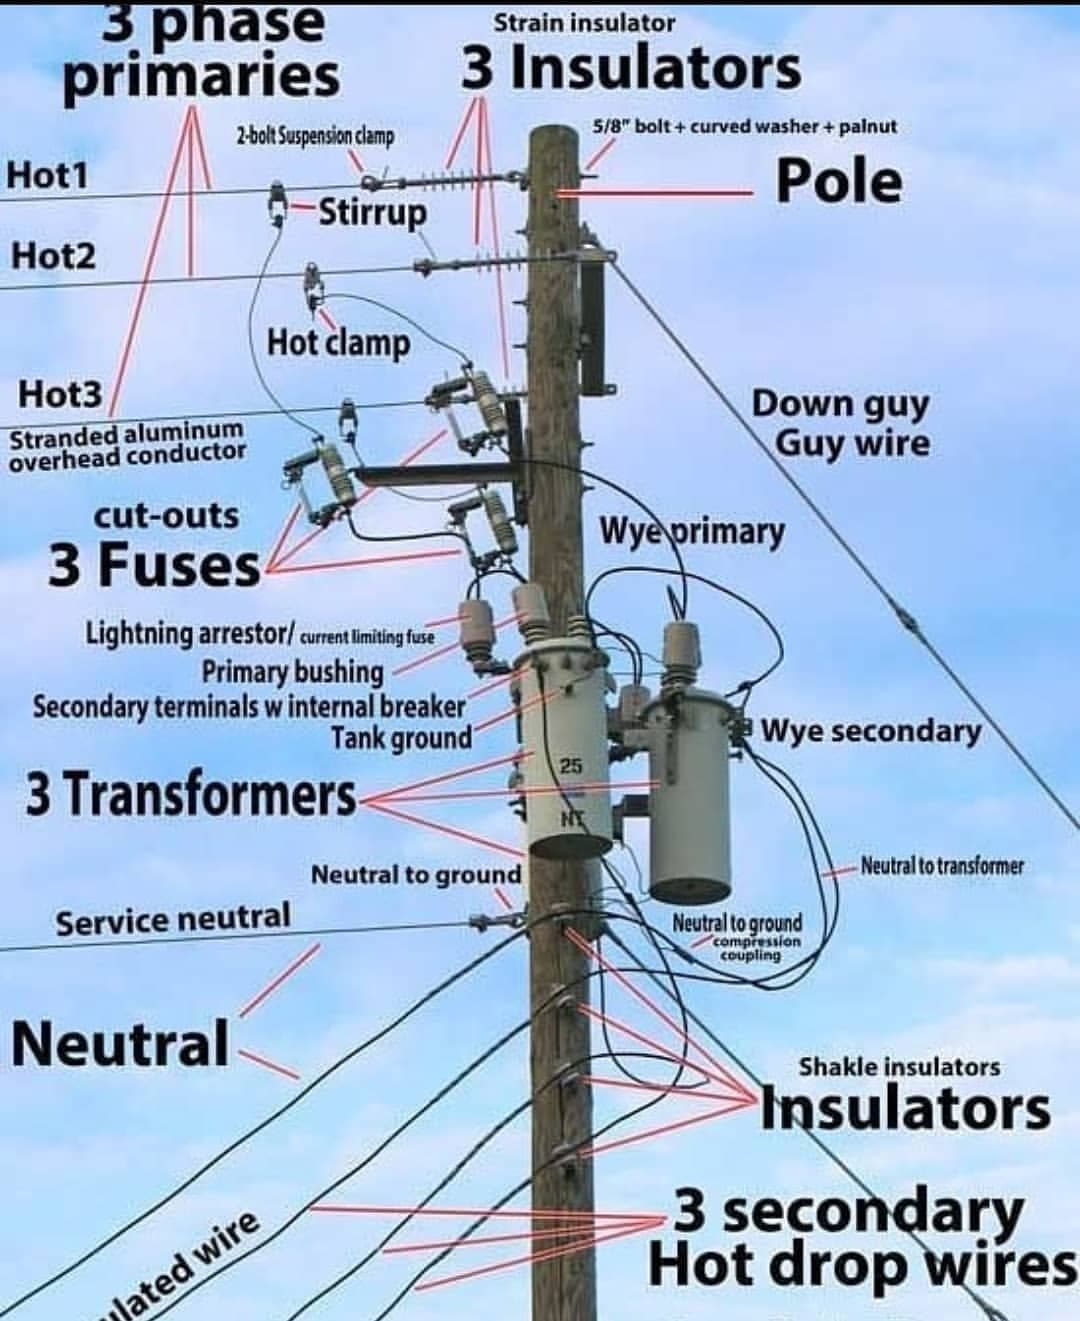 3 phase
primaries
Strain insulator
3 Insulators
2-bolt Suspension clamp
5/8" bolt + curved washer + palnut
Hot1
Pole
Stirrup
Hot2
Hot clamp
Hot3
Stranded aluminum
overhead conductor
Down guy
Guy wire
cut-outs
3 Fuses
Wye primary
Lightning arrestor/ current limiting fuse
Primary bushing
Secondary terminals w internal breaker
Tank ground
Wye secondary
25
3 Transformers
NT
Neutral to ground
Neutral to transformer
Service neutral
Neutral to ground
compression
coupling
Neutral
Shakle insulators
Insulators
3 secondary
Hot drop wires
ulated wire